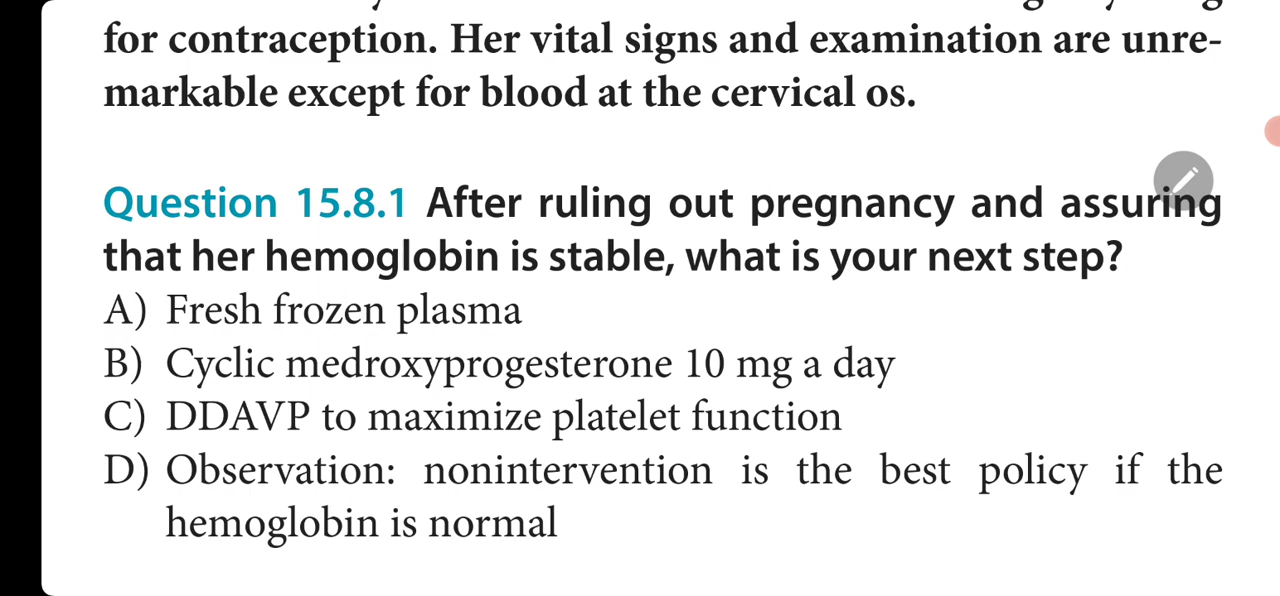 for contraception. Her vital signs and examination are unre-
markable except for blood at the cervical os.
Question 15.8.1 After ruling out pregnancy and assuring
that her hemoglobin is stable, what is your next step?
A) Fresh frozen plasma
B) Cyclic medroxyprogesterone 10 mg a day
C) DDAVP to maximize platelet function
D) Observation: nonintervention is the best policy if the
hemoglobin is normal